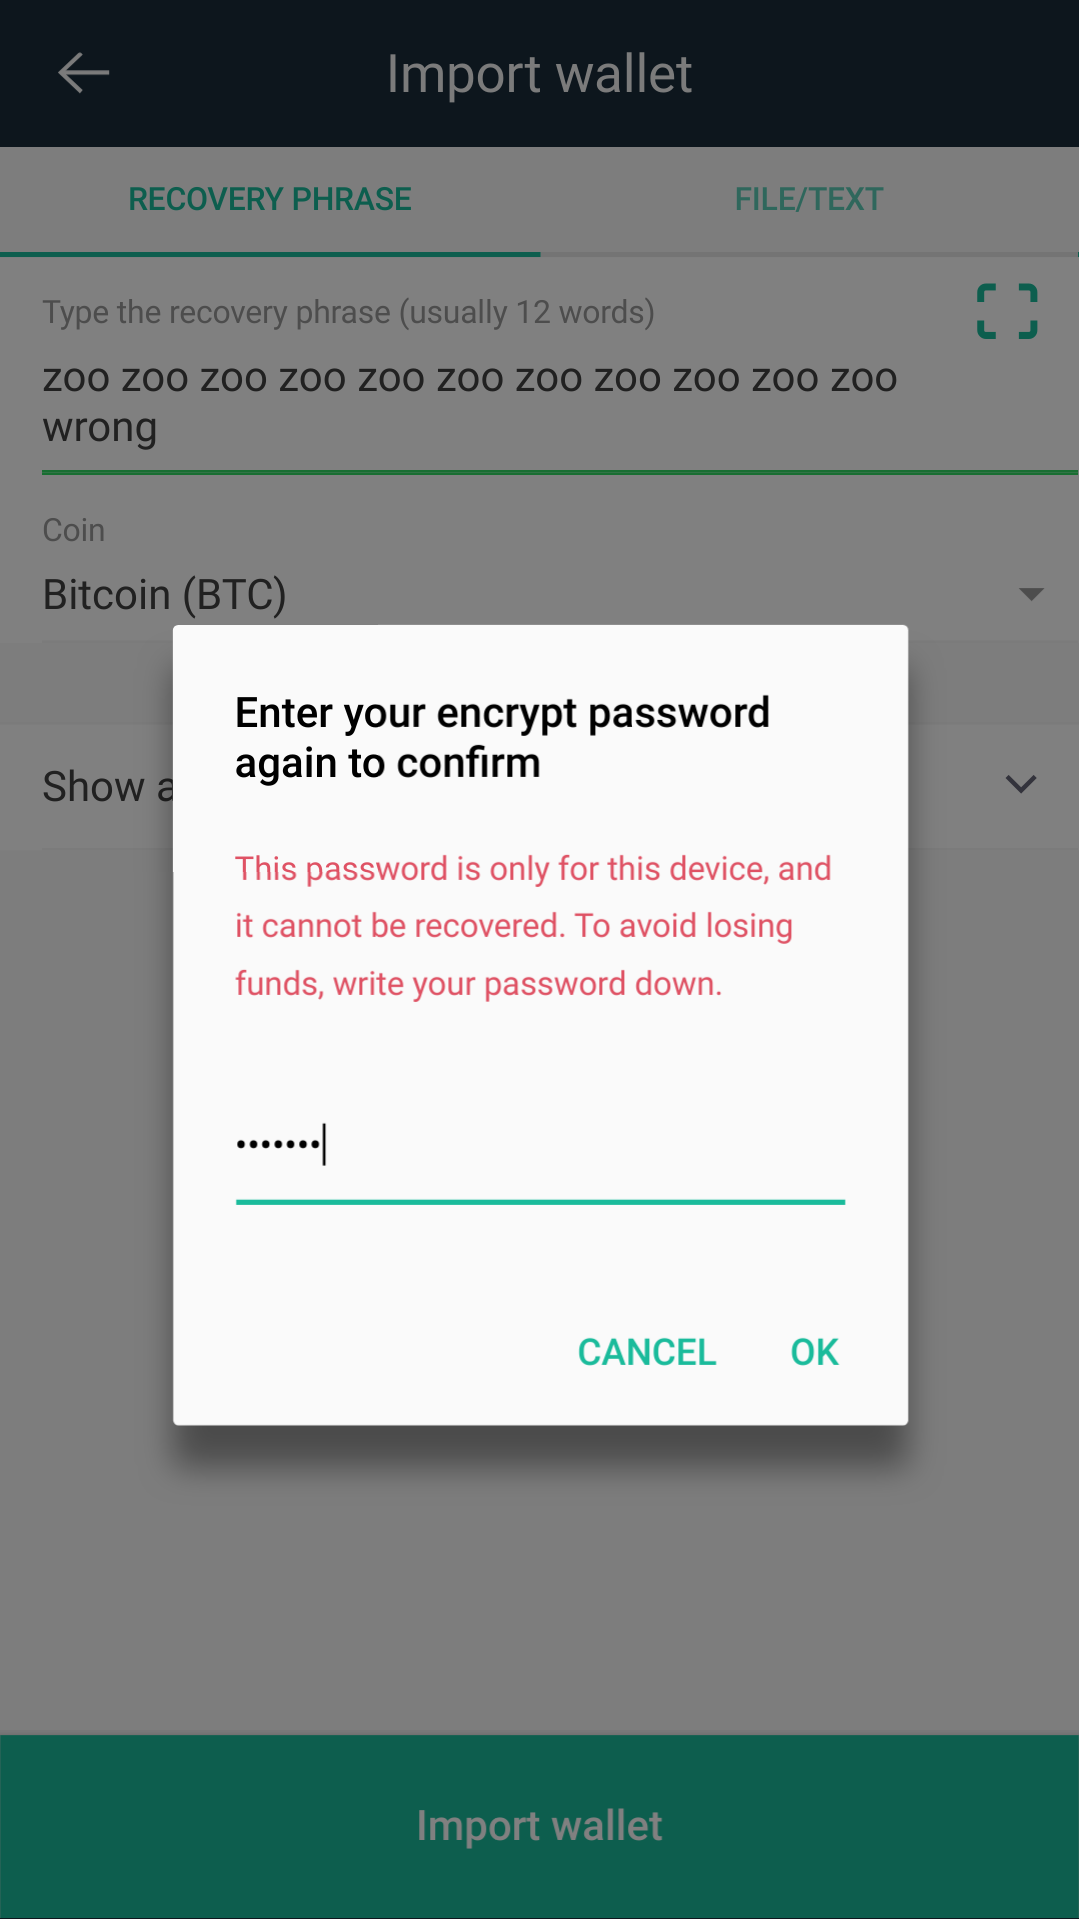 Import wallet
RECOVERY PHRASE
FILE/TEXT
Type the recovery phrase (usually 12 words)
zoo zoo zoo zoo zoo zoo zoo zoo zoo zoo zoo
wrong
Coin
Bitcoin (BTC)
Show
Enter your encrypt password
again to confirm
This password is only for this device, and
it cannot be recovered. To avoid losing
funds, write your password down.
•••••••
CANCEL
OK
Import wallet